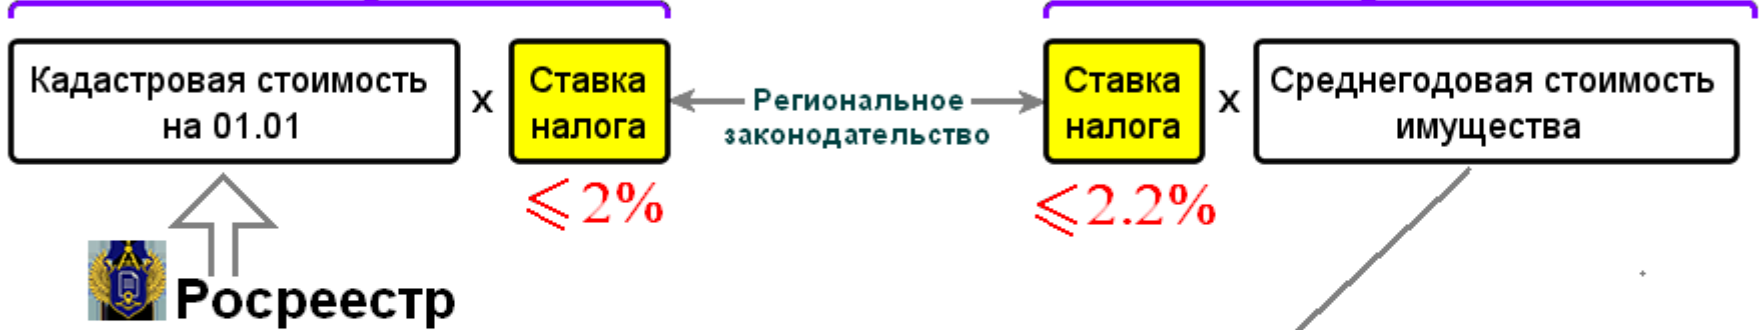 Кадастровая стоимость
на 01.01
x
Ставка
налога
Региональное
законодательство
Ставка
налога
x
Среднегодовая стоимость
имущества
⩽2%
⩽2.2%
Росреестр